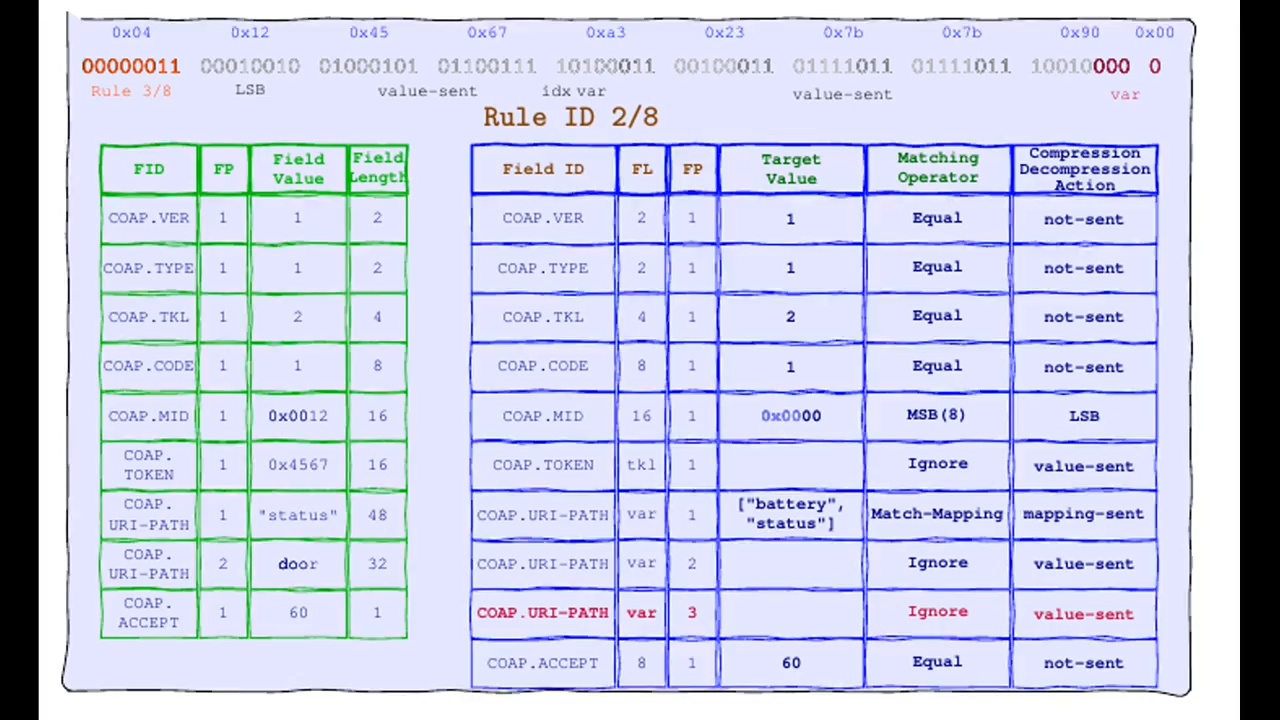 0x04 0x12 0x45 0x67 0xa3 0x23 0x7b 0x7b 0x90 0x00
00000011 00010010 01000101 01100111 10100011 00100011 01111011 01111011 10010000 0
Rule 3/8 LSB value-sent idx var value-sent var
Rule ID 2/8
FID FP Field Value Field Length
COAP.VER 1 1 2
COAP.TYPE 1 1 2
COAP.TKL 1 2 4
COAP.CODE 1 1 8
COAP.MID 1 0x0012 16
COAP. TOKEN 1 0x4567 16
COAP. URI-PATH 1 "status" 48
COAP. URI-PATH 2 door 32
COAP. ACCEPT 1 60 1
Field ID FL FP Target Value Matching Operator Compression Decompression Action
COAP.VER 2 1 1 Equal not-sent
COAP.TYPE 2 1 1 Equal not-sent
COAP.TKL 4 1 2 Equal not-sent
COAP.CODE 8 1 1 Equal not-sent
COAP.MID 16 1 0x0000 MSB(8) LSB
COAP.TOKEN tkl 1 Ignore value-sent
COAP.URI-PATH var 1 ["battery", "status"] Match-Mapping mapping-sent
COAP.URI-PATH var 2 Ignore value-sent
COAP.URI-PATH var 3 Ignore value-sent
COAP.ACCEPT 8 1 60 Equal not-sent